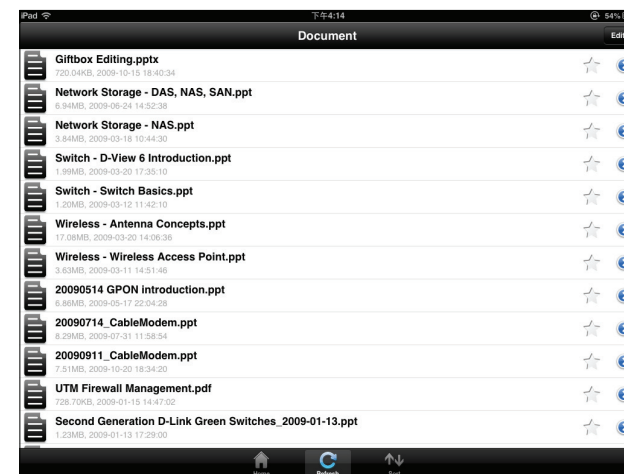 iPad 下午4:14 54%
Document Edit
Giftbox Editing.pptx
720.04KB, 2009-10-15 18:40:34
Network Storage - DAS, NAS, SAN.ppt
6.94MB, 2009-06-24 14:52:38
Network Storage - NAS.ppt
3.84MB, 2009-03-18 10:44:30
Switch - D-View 6 Introduction.ppt
1.99MB, 2009-03-20 17:35:10
Switch - Switch Basics.ppt
1.20MB, 2009-03-12 11:42:10
Wireless - Antenna Concepts.ppt
17.08MB, 2009-03-20 14:06:36
Wireless - Wireless Access Point.ppt
3.63MB, 2009-03-11 14:51:46
20090514 GPON introduction.ppt
6.86MB, 2009-05-17 22:04:28
20090714_CableModem.ppt
8.29MB, 2009-07-31 11:58:54
20090911_CableModem.ppt
7.51MB, 2009-10-20 18:34:20
UTM Firewall Management.pdf
728.70KB, 2009-01-15 14:47:02
Second Generation D-Link Green Switches_2009-01-13.ppt
1.23MB, 2009-01-13 17:29:00
Home Refresh Sort